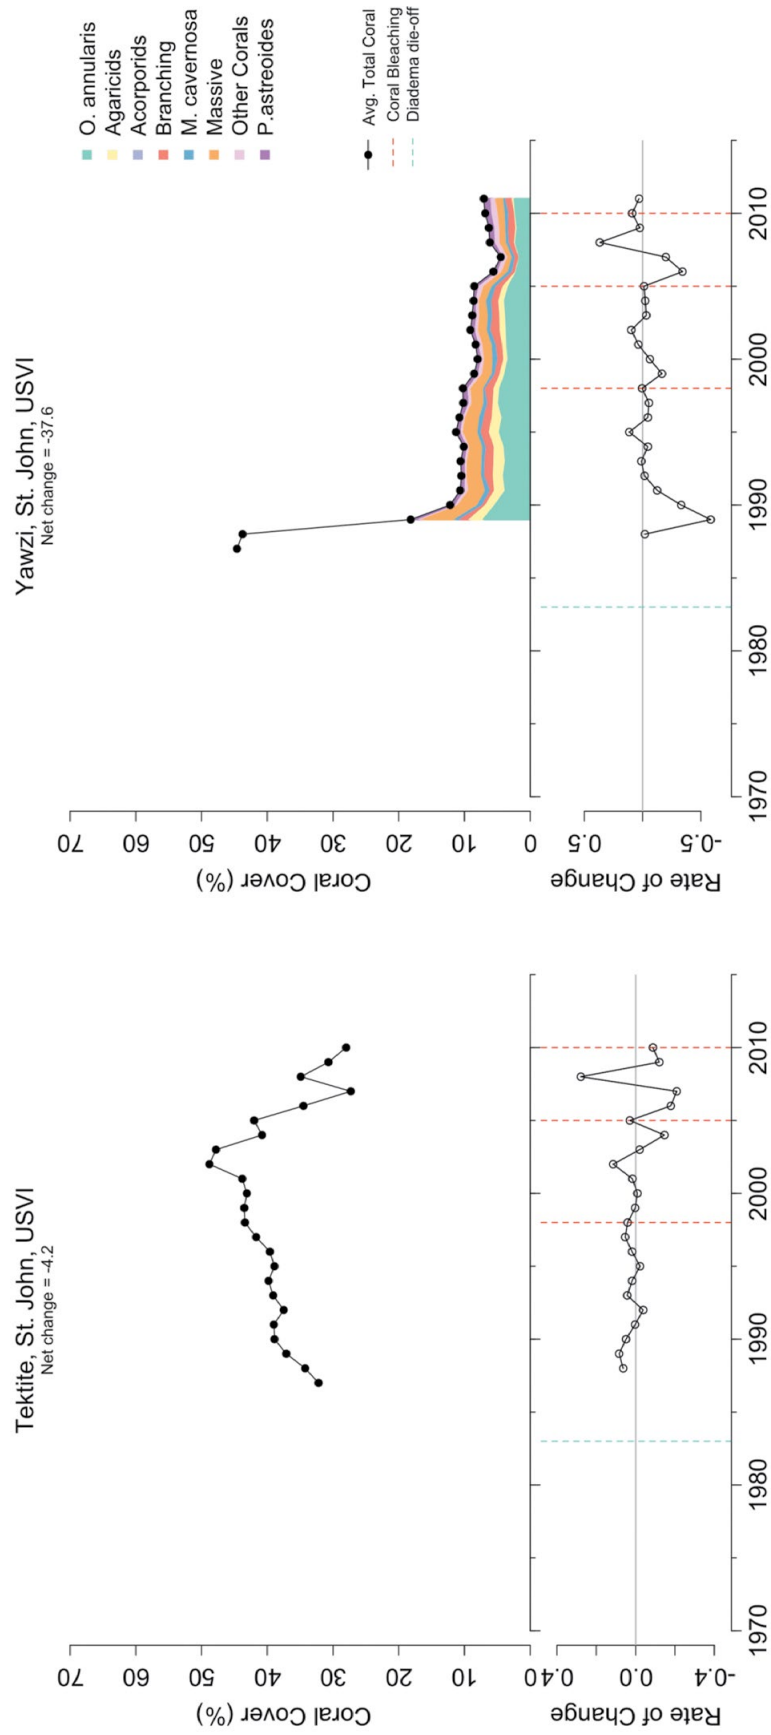 Tektite, St. John, USVI
Net change = -4.2
Coral Cover (%)
70
60
50
40
30
20
10
0
Rate of Change
0.4
0.0
-0.4
1970
1980
1990
2000
2010
Yawzi, St. John, USVI
Net change = -37.6
Coral Cover (%)
70
60
50
40
30
20
10
0
Rate of Change
0.5
-0.5
1970
1980
1990
2000
2010
O. annularis
Agaricids
Acorporids
Branching
M. cavernosa
Massive
Other Corals
P.astreoides
Avg. Total Coral
Coral Bleaching
Diadema die-off